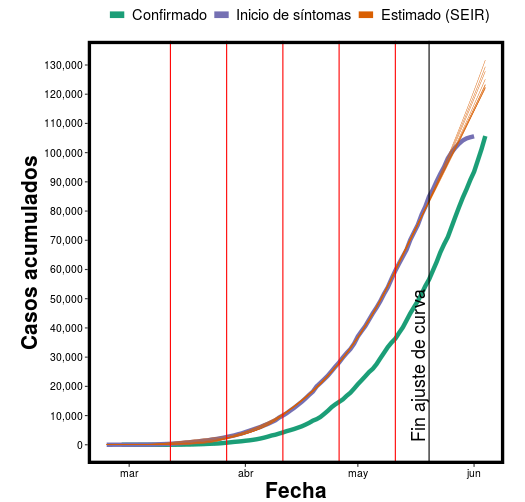 Confirmado Inicio de síntomas Estimado (SEIR)
130,000
120,000
110,000
100,000
90,000
80,000
70,000
60,000
50,000
40,000
30,000
20,000
10,000
0
Casos acumulados
Fin ajuste de curva
mar abr may jun
Fecha